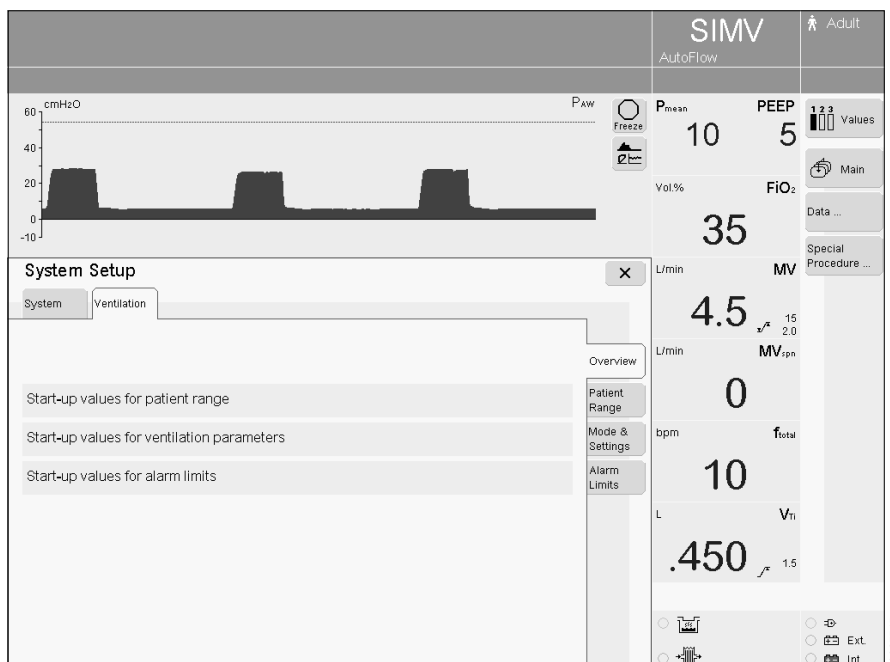 SIMV
AutoFlow
Adult
cmH2O
PAW
60
40
20
0
-10
Freeze
Pmean PEEP
10 5
Vol.% FiO2
35
L/min MV
4.5
15
2.0
L/min MVspn
0
bpm ftotal
10
L VTi
.450
1.5
1 2 3
Values
Main
Data ...
Special
Procedure ...
System Setup
System
Ventilation
Overview
Patient
Range
Mode &
Settings
Alarm
Limits
Start-up values for patient range
Start-up values for ventilation parameters
Start-up values for alarm limits
Ext.
Int.